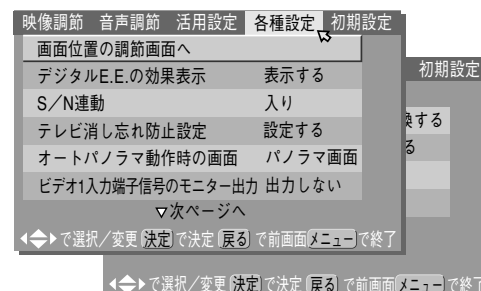 映像調節 音声調節 活用設定 各種設定 初期設定
画面位置の調節画面へ
デジタルE.E.の効果表示 表示する
S／N連動 入り
テレビ消し忘れ防止設定 設定する
オートパノラマ動作時の画面 パノラマ画面
ビデオ1入力端子信号のモニター出力 出力しない
▽次ページへ
で選択／変更 決定 で決定 戻る で前画面 メニュー で終了
初期設定
換する
る
で選択／変更 決定 で決定 戻る で前画面 メニュー で終了